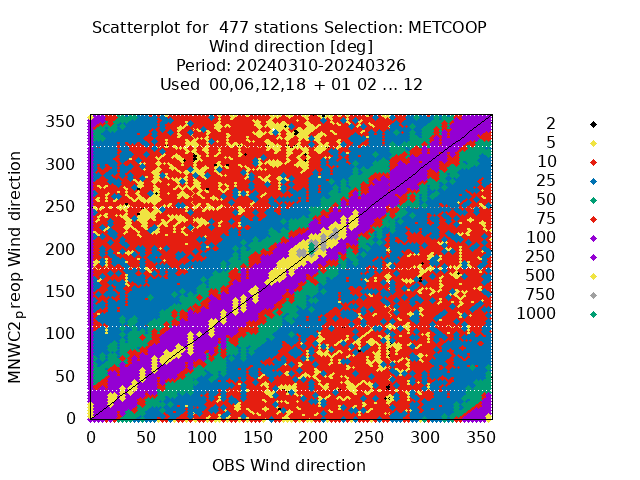 Scatterplot for  477 stations Selection: METCOOP
Wind direction [deg]
Period: 20240310-20240326
Used  00,06,12,18  + 01 02 ... 12
MNWC2_preop Wind direction
350
300
250
200
150
100
50
0
0 50 100 150 200 250 300 350
OBS Wind direction
2
5
10
25
50
75
100
250
500
750
1000